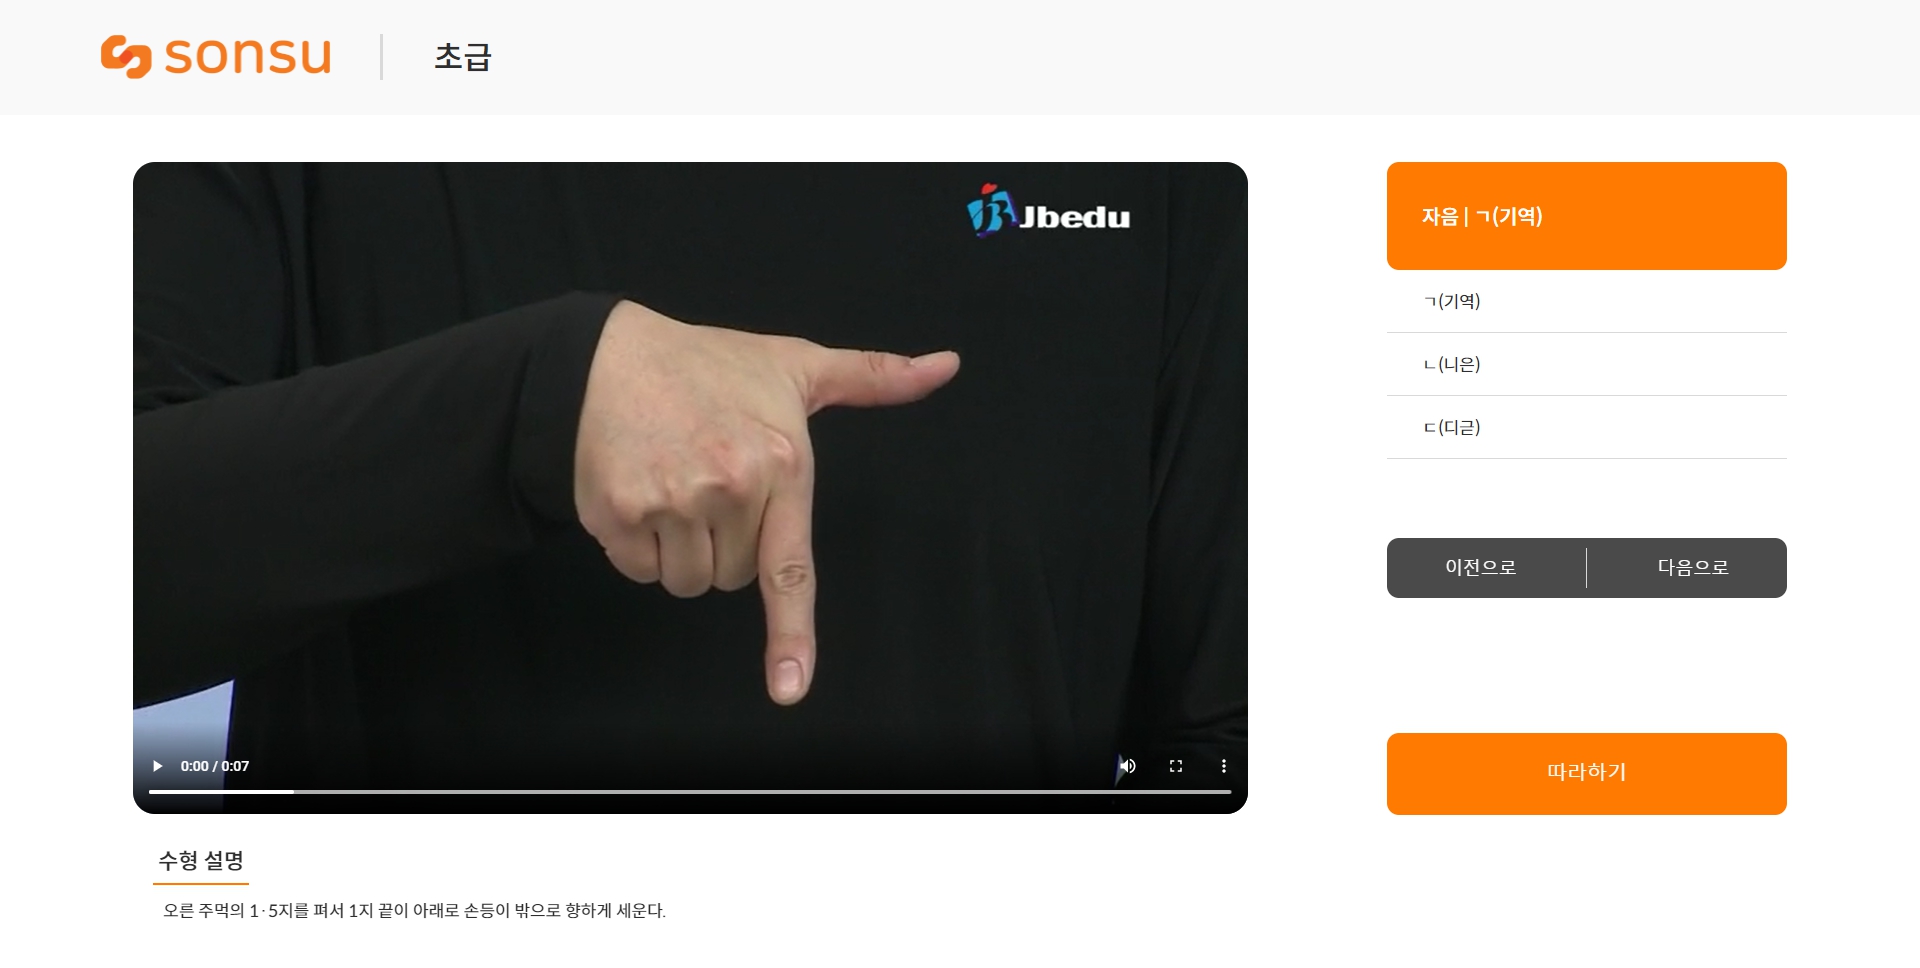 sonsu
초급
Jbedu
자음 | ㄱ(기역)
ㄱ(기역)
ㄴ(니은)
ㄷ(디귿)
이전으로
다음으로
0:00 / 0:07
따라하기
수형 설명
오른 주먹의 1·5지를 펴서 1지 끝이 아래로 손등이 밖으로 향하게 세운다.